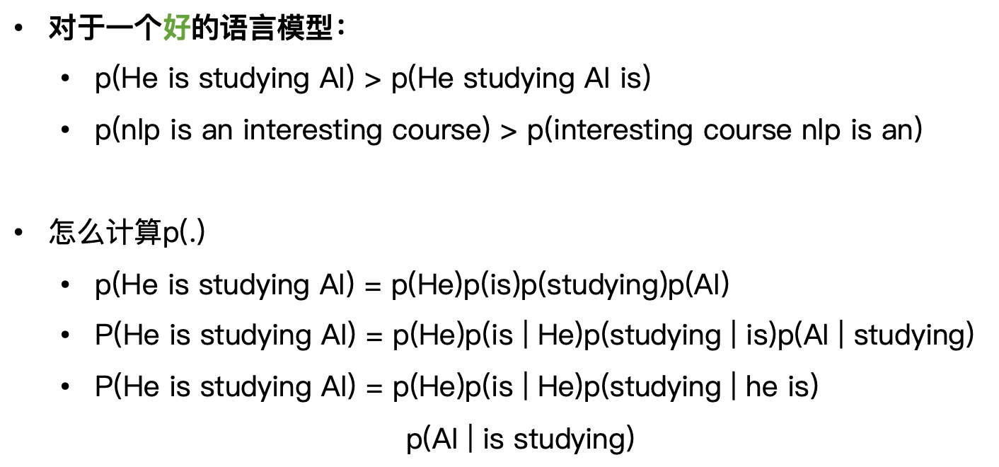 • 对于一个好的语言模型：
• p(He is studying AI) > p(He studying AI is)
• p(nlp is an interesting course) > p(interesting course nlp is an)
• 怎么计算p(.)
• p(He is studying AI) = p(He)p(is)p(studying)p(AI)
• P(He is studying AI) = p(He)p(is | He)p(studying | is)p(AI | studying)
• P(He is studying AI) = p(He)p(is | He)p(studying | he is)
p(AI | is studying)